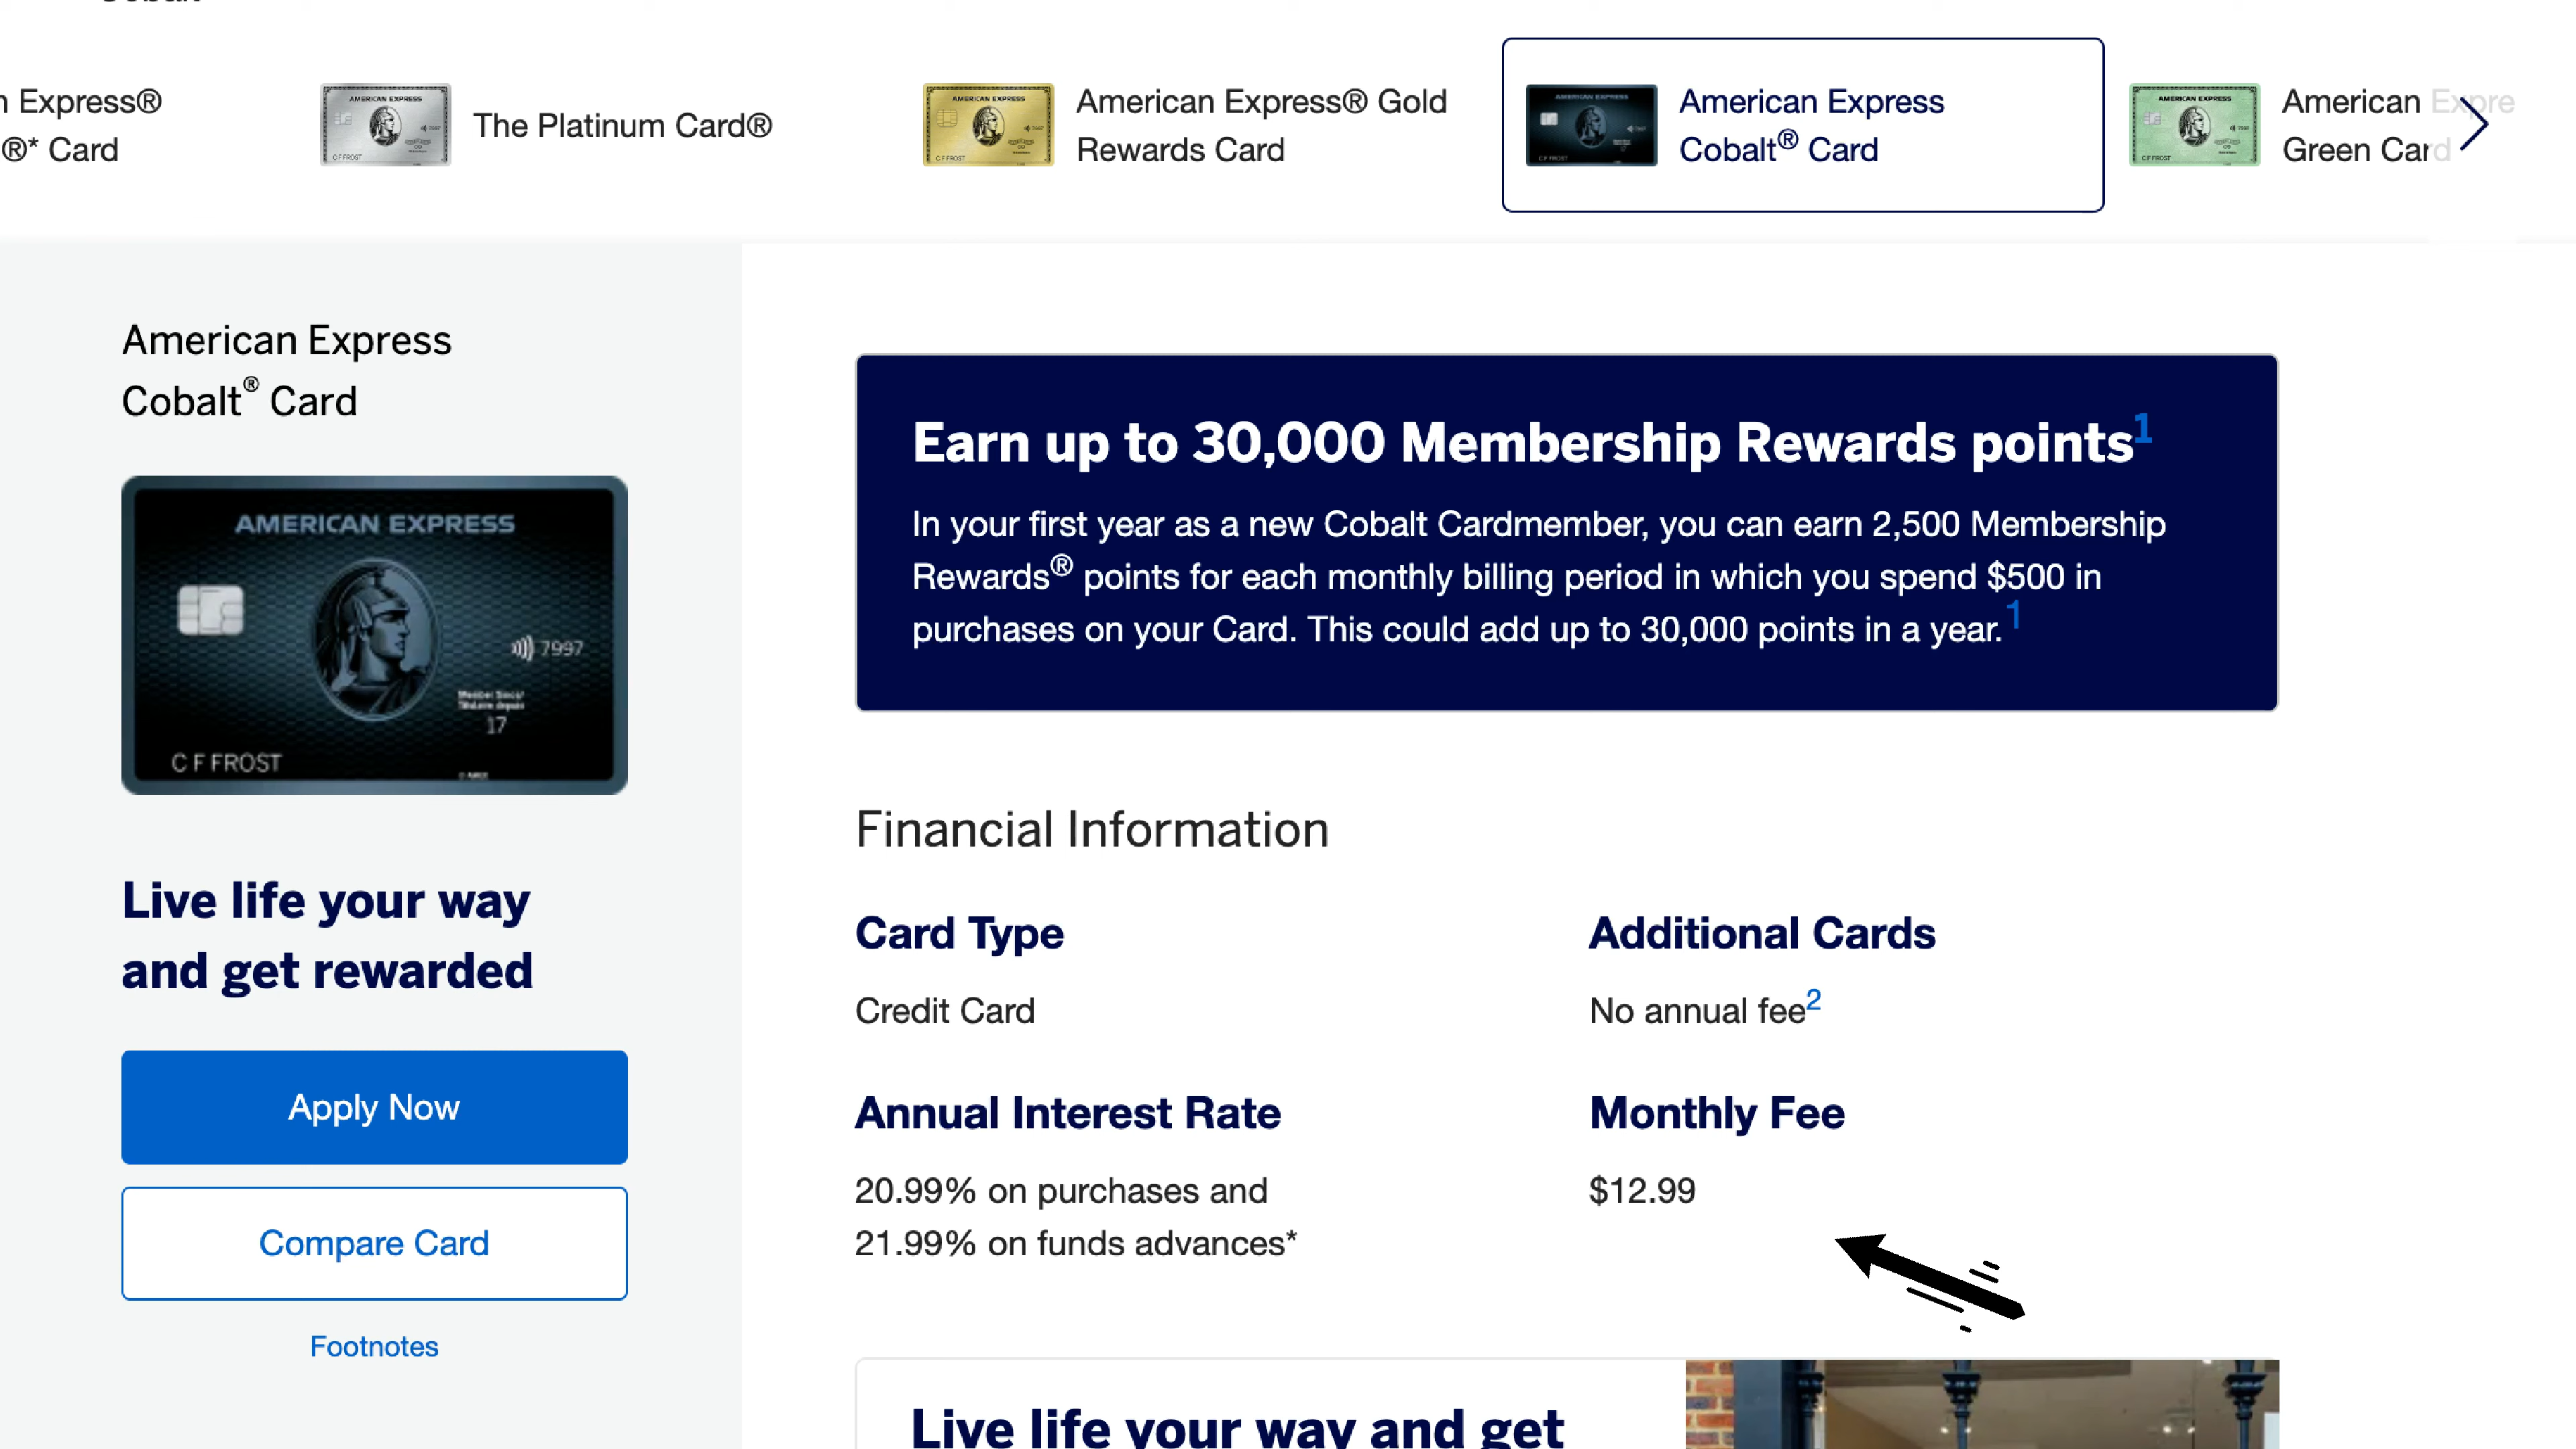 n Express®
®* Card
The Platinum Card®
American Express® Gold
Rewards Card
American Express
Cobalt® Card
American Expre
Green Card
American Express
Cobalt® Card
AMERICAN EXPRESS
7997
17
C F FROST
Live life your way
and get rewarded
Apply Now
Compare Card
Footnotes
Earn up to 30,000 Membership Rewards points1
In your first year as a new Cobalt Cardmember, you can earn 2,500 Membership
Rewards® points for each monthly billing period in which you spend $500 in
purchases on your Card. This could add up to 30,000 points in a year.1
Financial Information
Card Type
Credit Card
Additional Cards
No annual fee2
Annual Interest Rate
20.99% on purchases and
21.99% on funds advances*
Monthly Fee
$12.99
Live life your way and get